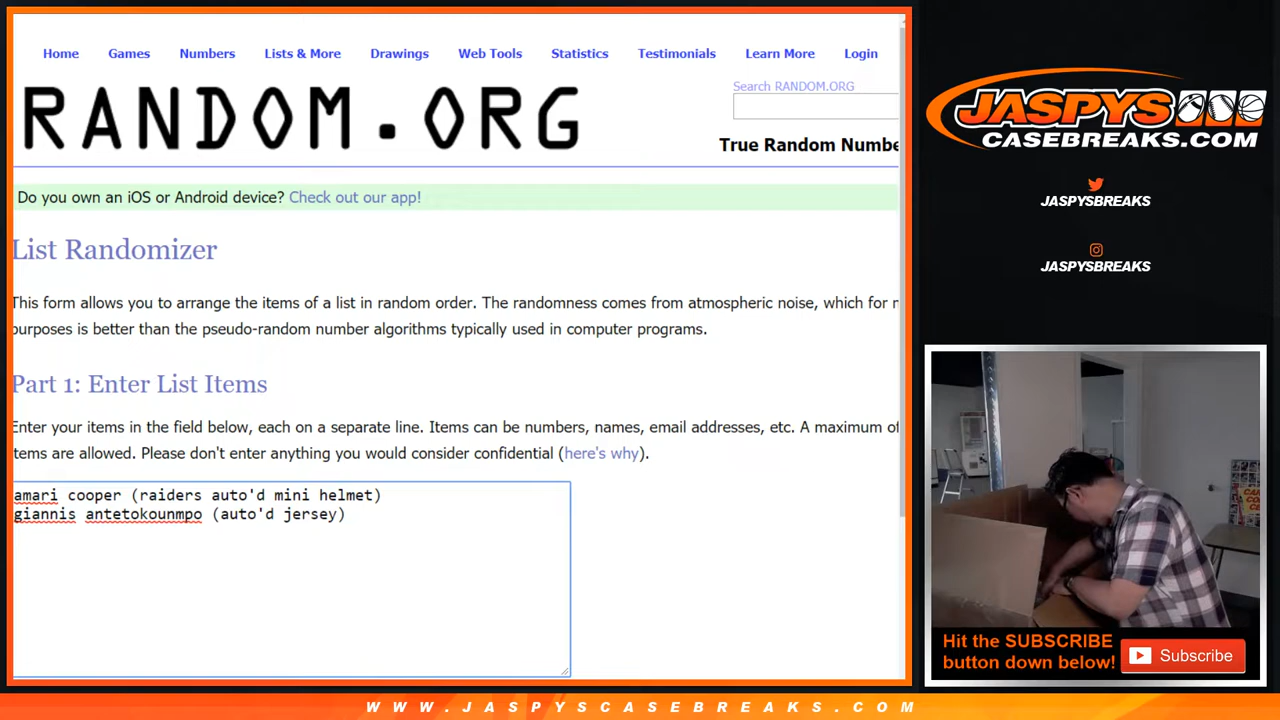 Home Games Numbers Lists & More Drawings Web Tools Statistics Testimonials Learn More Login
RANDOM.ORG
Search RANDOM.ORG
True Random Numbe
Do you own an iOS or Android device? Check out our app!
List Randomizer
This form allows you to arrange the items of a list in random order. The randomness comes from atmospheric noise, which for
purposes is better than the pseudo-random number algorithms typically used in computer programs.
Part 1: Enter List Items
Enter your items in the field below, each on a separate line. Items can be numbers, names, email addresses, etc. A maximum of
items are allowed. Please don't enter anything you would consider confidential (here's why).
amari cooper (raiders auto'd mini helmet)
giannis antetokounmpo (auto'd jersey)
JASPYS
CASEBREAKS.COM
JASPYSBREAKS
JASPYSBREAKS
Hit the SUBSCRIBE
button down below!
Subscribe
WWW.JASPYSCASEBREAKS.COM